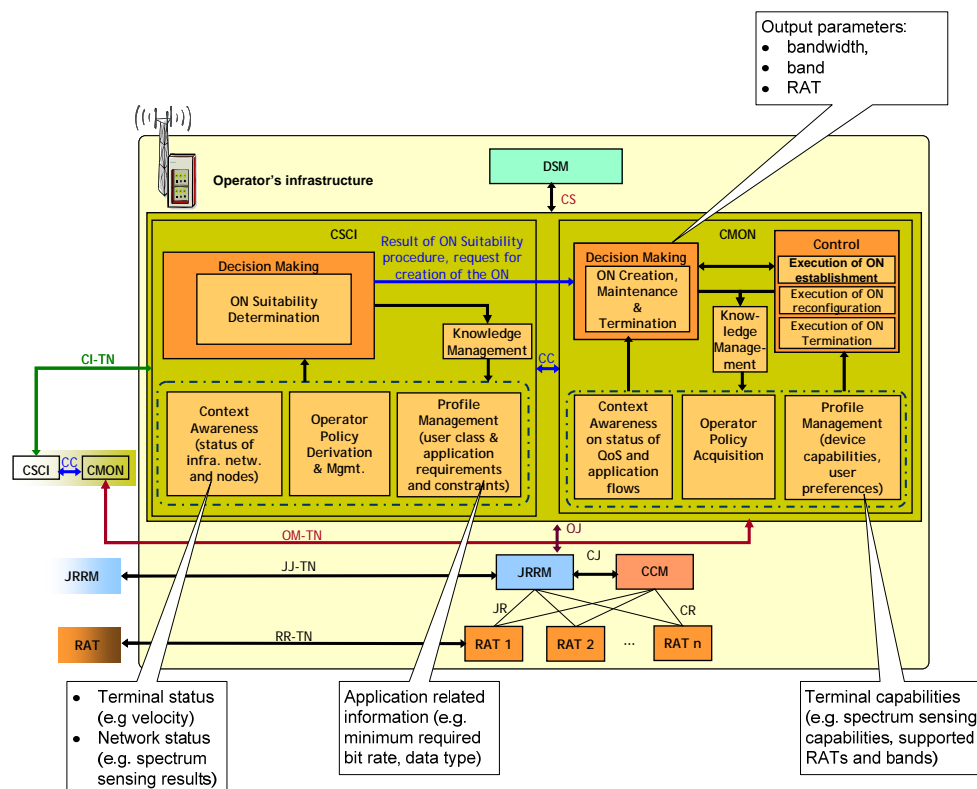 Output parameters:
• bandwidth,
• band
• RAT
Operator's infrastructure
DSM
CS
CSCI
CMON
Result of ON Suitability
procedure, request for
creation of the ON
Decision Making
ON Suitability
Determination
Knowledge
Management
Decision Making
ON Creation,
Maintenance
&
Termination
Control
Execution of ON
establishment
Execution of ON
reconfiguration
Execution of ON
Termination
Know-
ledge
Manage-
ment
CI-TN
CC
Context
Awareness
(status of
infra. netw.
and nodes)
Operator
Policy
Derivation
& Mgmt.
Profile
Management
(user class &
application
requirements
and constraints)
Context
Awareness
on status of
QoS and
application
flows
Operator
Policy
Acquisition
Profile
Management
(device
capabilities,
user
preferences)
CSCI
CC
CMON
OM-TN
OJ
JRRM
JJ-TN
JRRM
CJ
CCM
JR
CR
RAT
RR-TN
RAT 1
RAT 2
...
RAT n
• Terminal status
(e.g velocity)
• Network status
(e.g. spectrum
sensing results)
Application related
information (e.g.
minimum required
bit rate, data type)
Terminal capabilities
(e.g. spectrum sensing
capabilities, supported
RATs and bands)